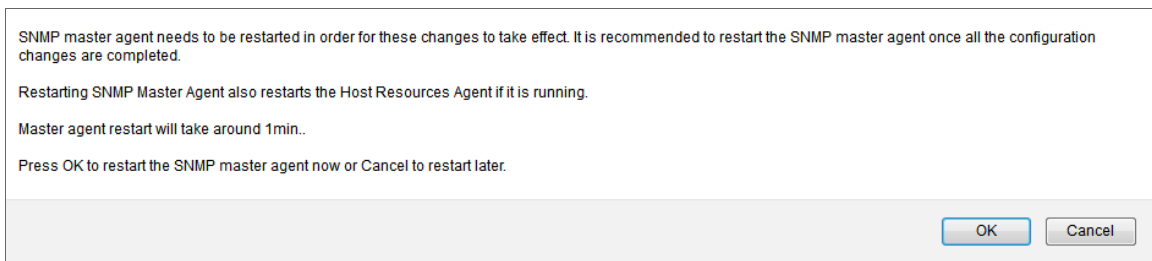 SNMP master agent needs to be restarted in order for these changes to take effect. It is recommended to restart the SNMP master agent once all the configuration
changes are completed.
Restarting SNMP Master Agent also restarts the Host Resources Agent if it is running.
Master agent restart will take around 1min..
Press OK to restart the SNMP master agent now or Cancel to restart later.
OK Cancel